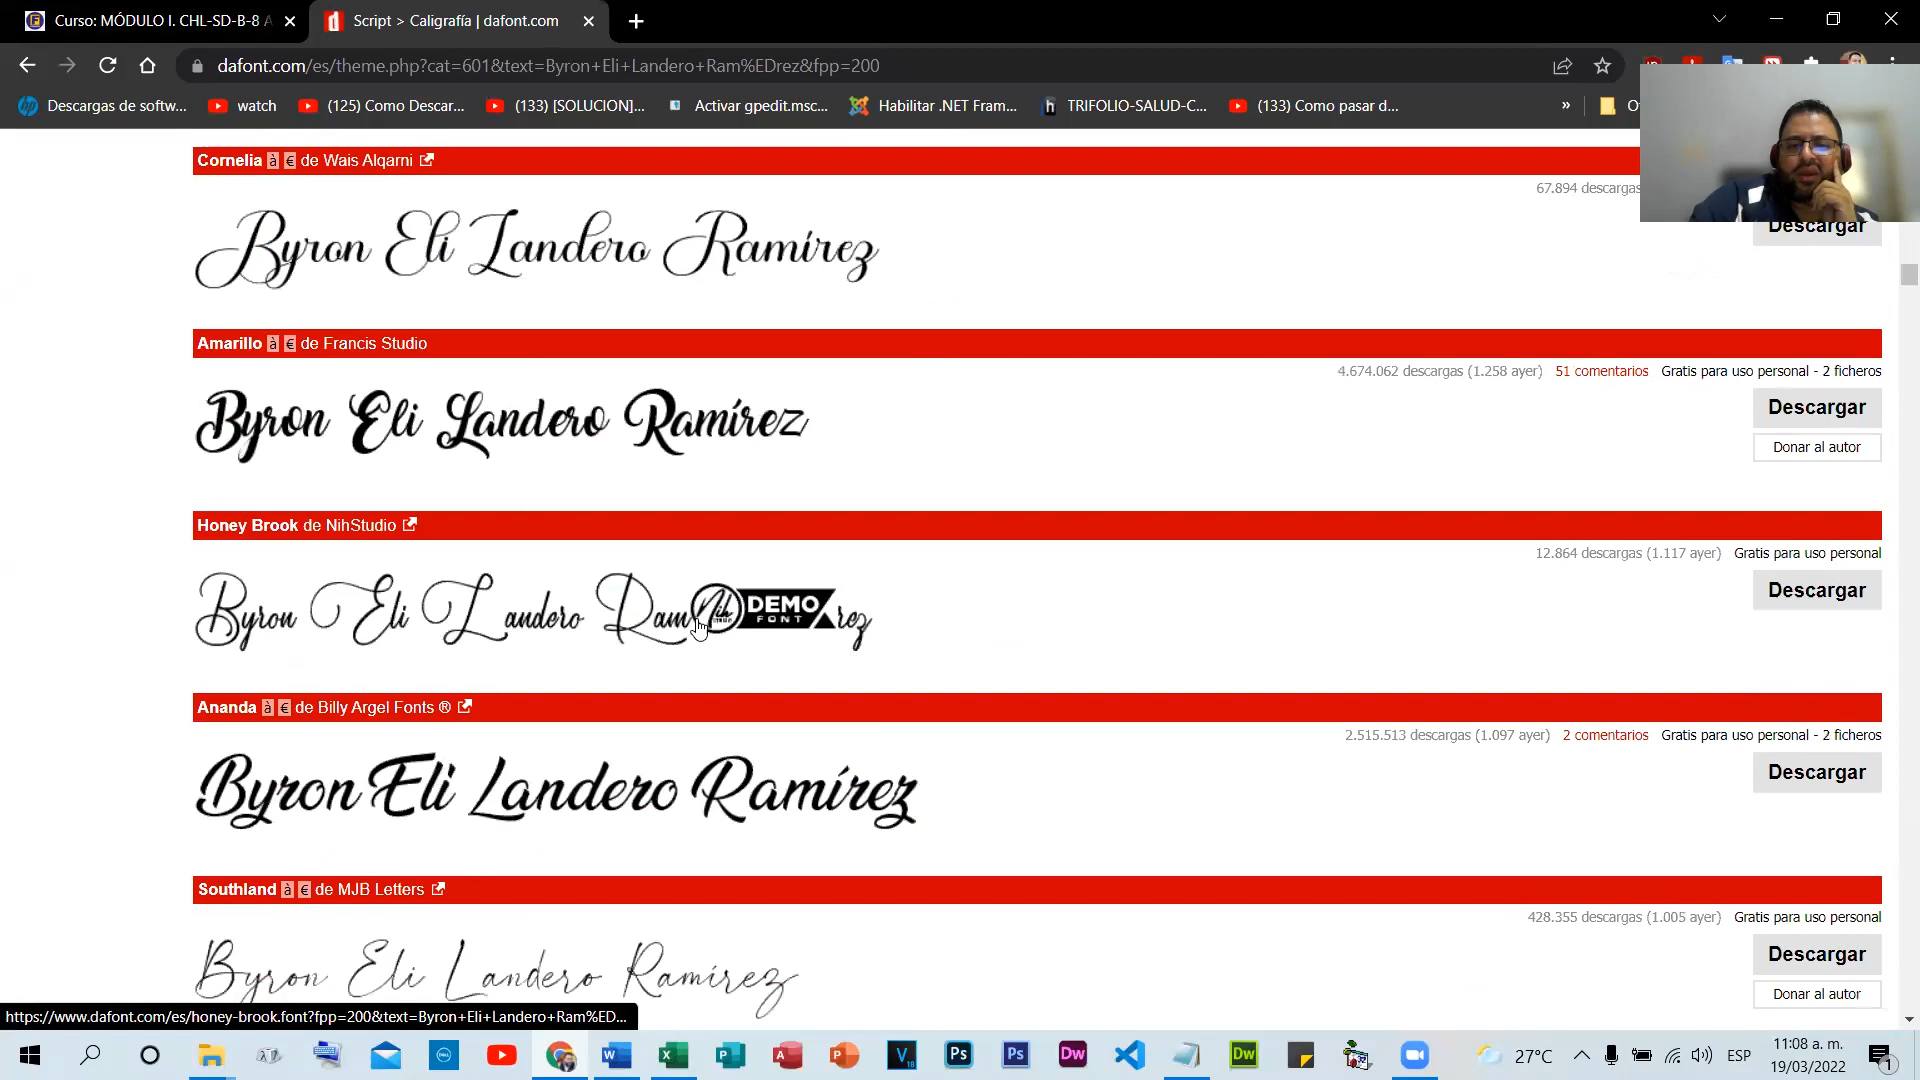 Curso: MÓDULO I. CHL-SD-B-8 A
Script > Caligrafía | dafont.com
dafont.com/es/theme.php?cat=601&text=Byron+Eli+Landero+Ram%EDrez&fpp=200
Descargas de softw...
watch
(125) Como Descar...
(133) [SOLUCION]...
Activar gpedit.msc...
Habilitar .NET Fram...
TRIFOLIO-SALUD-C...
(133) Como pasar d...
»
Cornelia à € de Wais Alqarni
67.894 descargas
Descargar
Byron Eli Landero Ramírez
Amarillo à € de Francis Studio
4.674.062 descargas (1.258 ayer) 51 comentarios Gratis para uso personal - 2 ficheros
Byron Eli Landero Ramírez
Descargar
Donar al autor
Honey Brook de NihStudio
12.864 descargas (1.117 ayer) Gratis para uso personal
Descargar
Byron Eli Landero Ram Nih DEMO FONT rez
Ananda à € de Billy Argel Fonts ®
2.515.513 descargas (1.097 ayer) 2 comentarios Gratis para uso personal - 2 ficheros
Descargar
Byron Eli Landero Ramírez
Southland à € de MJB Letters
428.355 descargas (1.005 ayer) Gratis para uso personal
Descargar
Byron Eli Landero Ramírez
Donar al autor
https://www.dafont.com/es/honey-brook.font?fpp=200&text=Byron+Eli+Landero+Ram%ED...
27°C
ESP
11:08 a. m.
19/03/2022
1